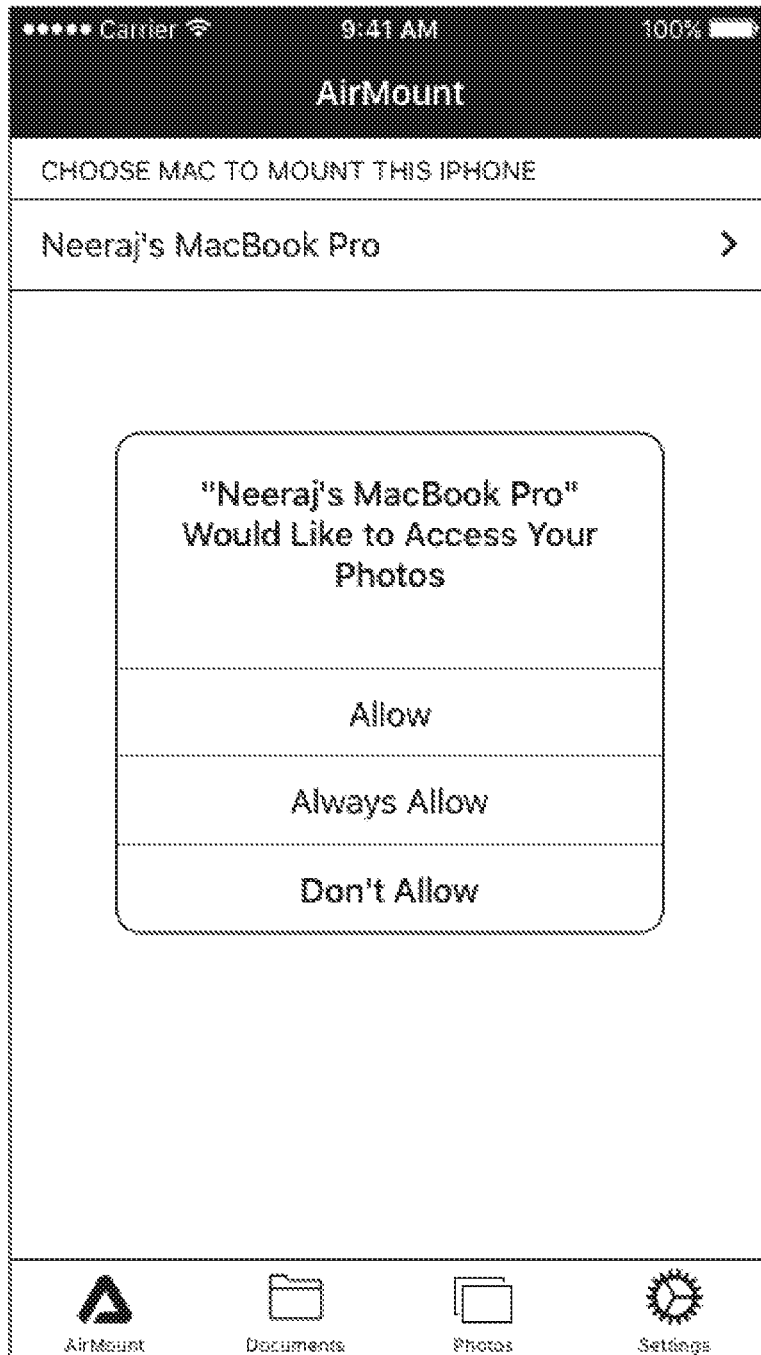 Carrier 9:41 AM 100%
AirMount
CHOOSE MAC TO MOUNT THIS IPHONE
Neeraj's MacBook Pro
"Neeraj's MacBook Pro"
Would Like to Access Your
Photos
Allow
Always Allow
Don't Allow
AirMount Documents Photos Settings